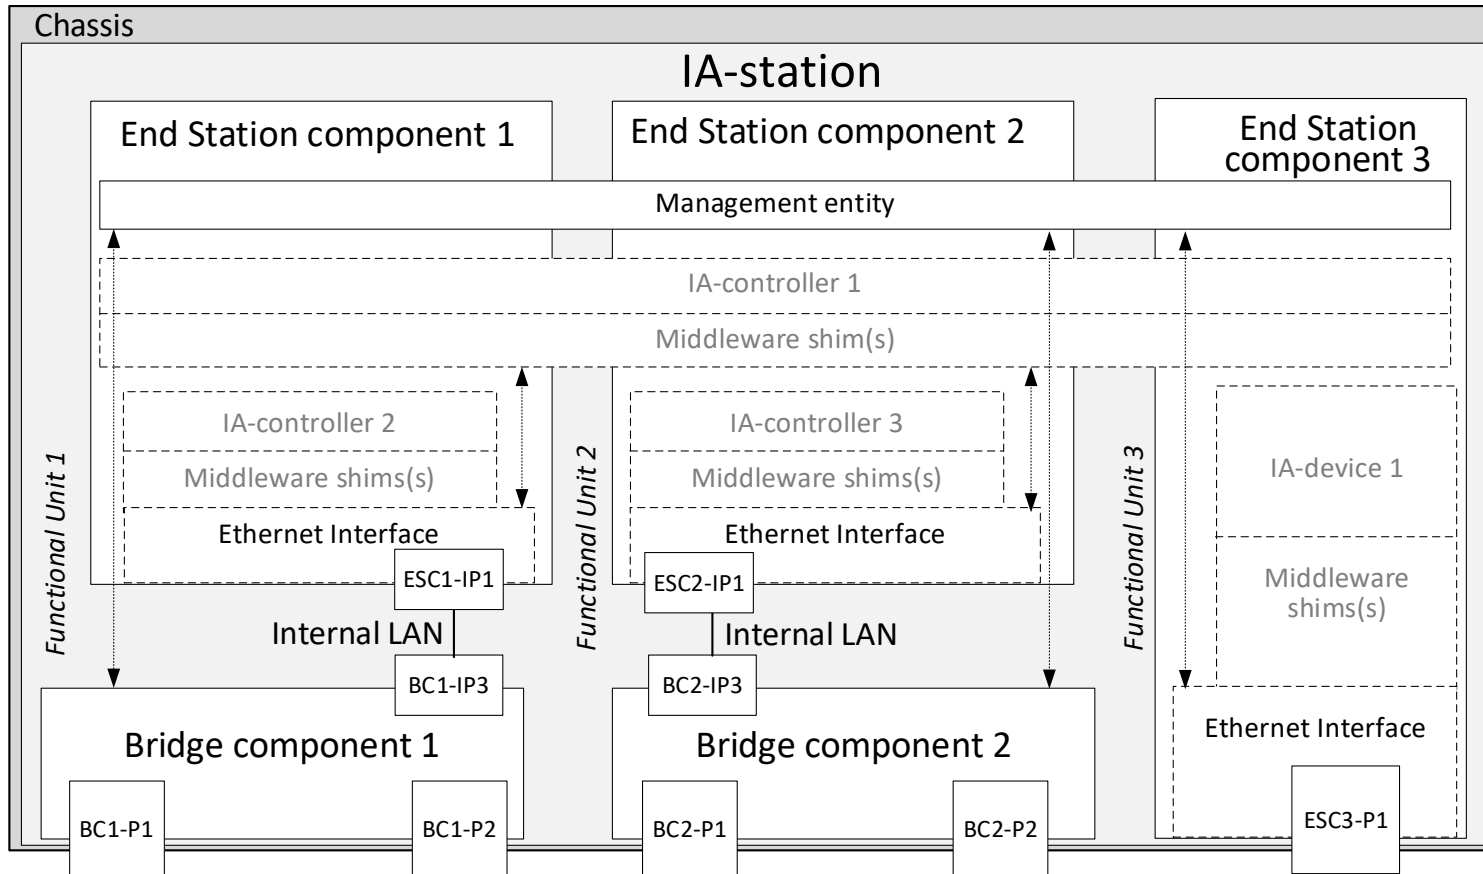 Chassis
IA-station
End Station component 1
End Station component 2
End Station
component 3
Management entity
IA-controller 1
Middleware shim(s)
Functional Unit 1
IA-controller 2
Middleware shims(s)
Ethernet Interface
ESC1-IP1
Internal LAN
BC1-IP3
Bridge component 1
BC1-P1
BC1-P2
Functional Unit 2
IA-controller 3
Middleware shims(s)
Ethernet Interface
ESC2-IP1
Internal LAN
BC2-IP3
Bridge component 2
BC2-P1
BC2-P2
Functional Unit 3
IA-device 1
Middleware
shims(s)
Ethernet Interface
ESC3-P1